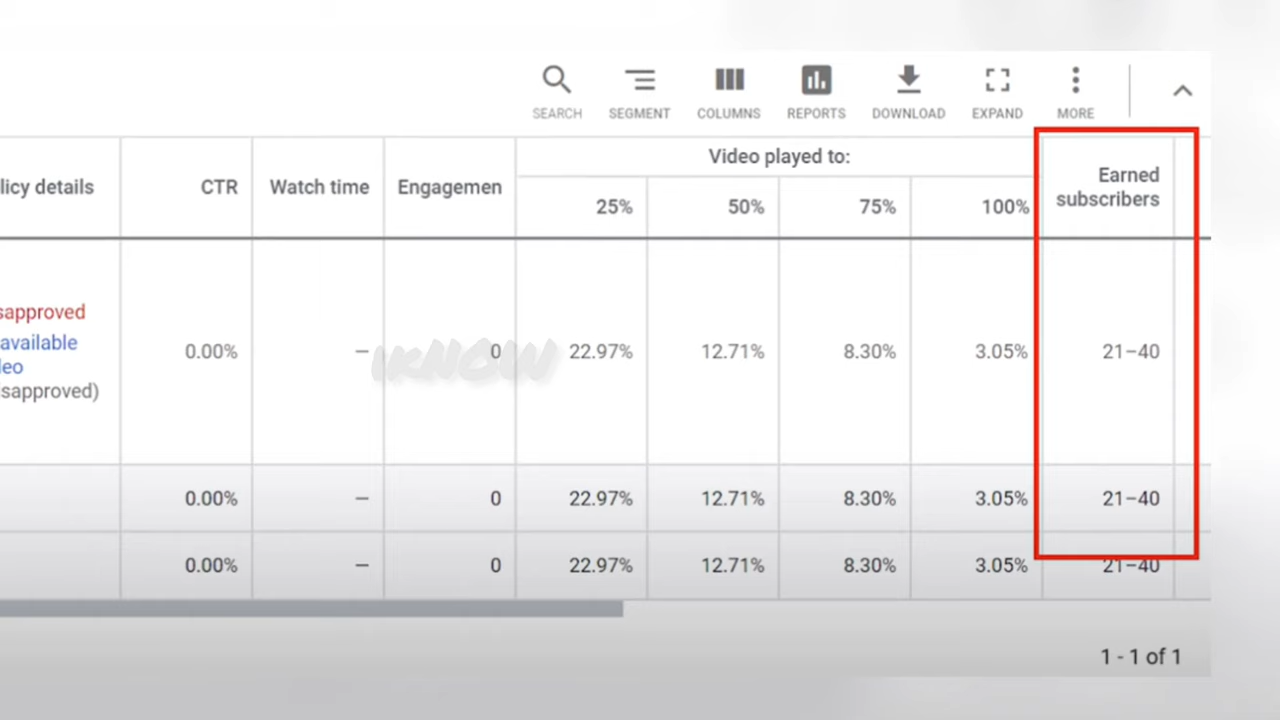 SEARCH SEGMENT COLUMNS REPORTS DOWNLOAD EXPAND MORE
licy details CTR Watch time Engagemen Video played to: Earned subscribers
25% 50% 75% 100%
sapproved
available
leo
isapproved)
0.00% — 0 22.97% 12.71% 8.30% 3.05% 21–40
iKNOW
0.00% — 0 22.97% 12.71% 8.30% 3.05% 21–40
0.00% — 0 22.97% 12.71% 8.30% 3.05% 21–40
1 - 1 of 1